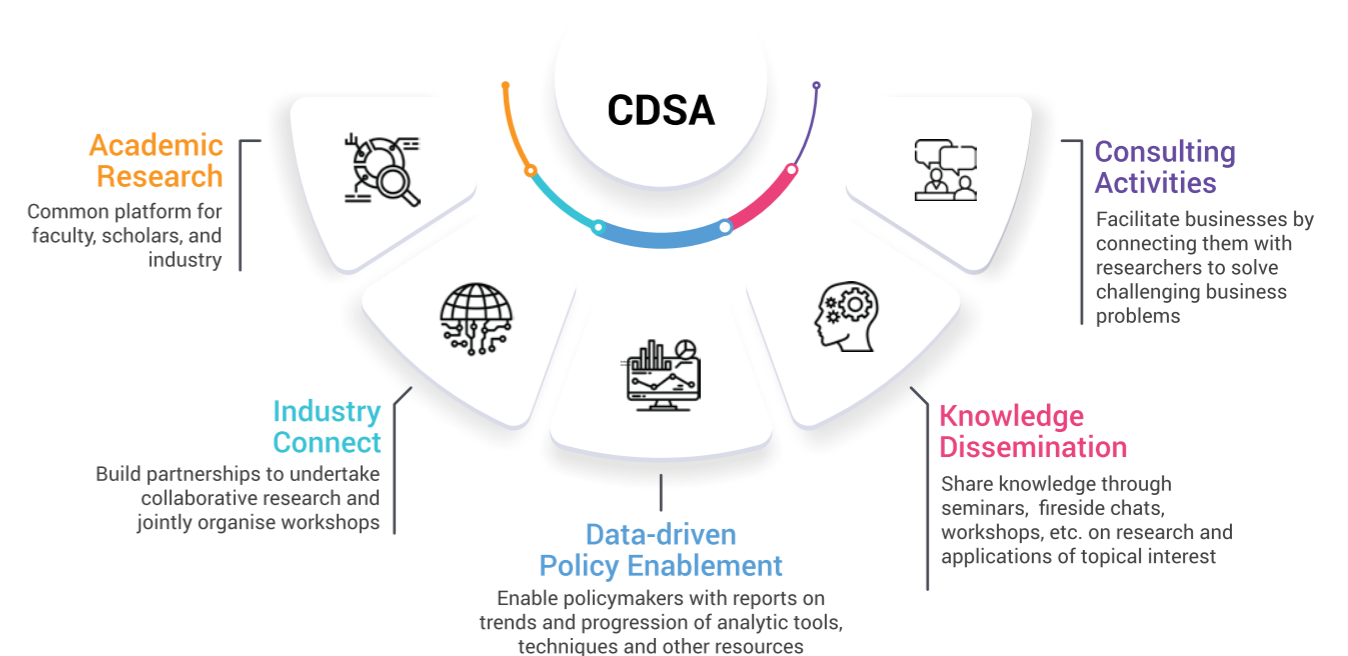 CDSA
Academic
Research
Common platform for
faculty, scholars, and
industry
Industry
Connect
Build partnerships to undertake
collaborative research and
jointly organise workshops
Data-driven
Policy Enablement
Enable policymakers with reports on
trends and progression of analytic tools,
techniques and other resources
Knowledge
Dissemination
Share knowledge through
seminars, fireside chats,
workshops, etc. on research and
applications of topical interest
Consulting
Activities
Facilitate businesses by
connecting them with
researchers to solve
challenging business
problems